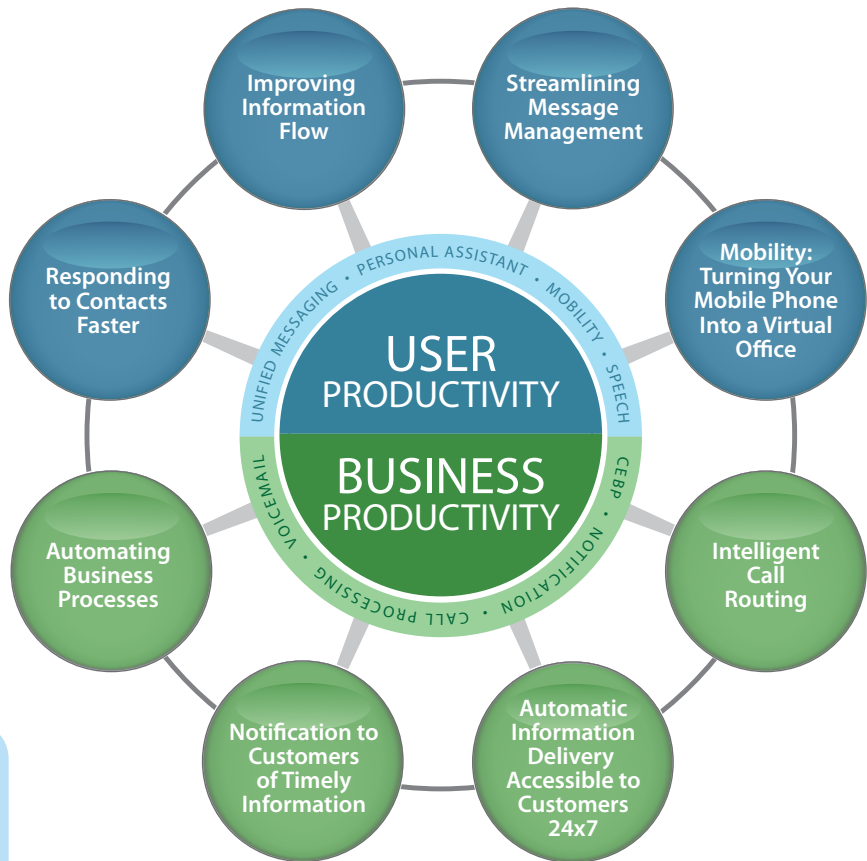 Improving
Information
Flow
Streamlining
Message
Management
Responding
to Contacts
Faster
Mobility:
Turning Your
Mobile Phone
Into a Virtual
Office
UNIFIED MESSAGING • PERSONAL ASSISTANT • MOBILITY • SPEECH
USER
PRODUCTIVITY
BUSINESS
PRODUCTIVITY
CEBP • NOTIFICATION • CALL PROCESSING • VOICEMAIL
Automating
Business
Processes
Intelligent
Call
Routing
Notification to
Customers
of Timely
Information
Automatic
Information
Delivery
Accessible to
Customers
24x7